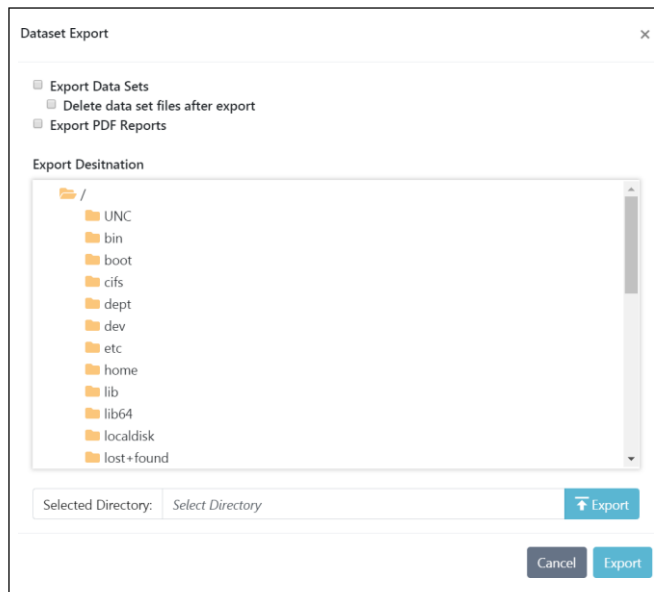 Dataset Export ×
Export Data Sets
Delete data set files after export
Export PDF Reports
Export Desitnation
/
UNC
bin
boot
cifs
dept
dev
etc
home
lib
lib64
localdisk
lost+found
Selected Directory: Select Directory Export
Cancel Export